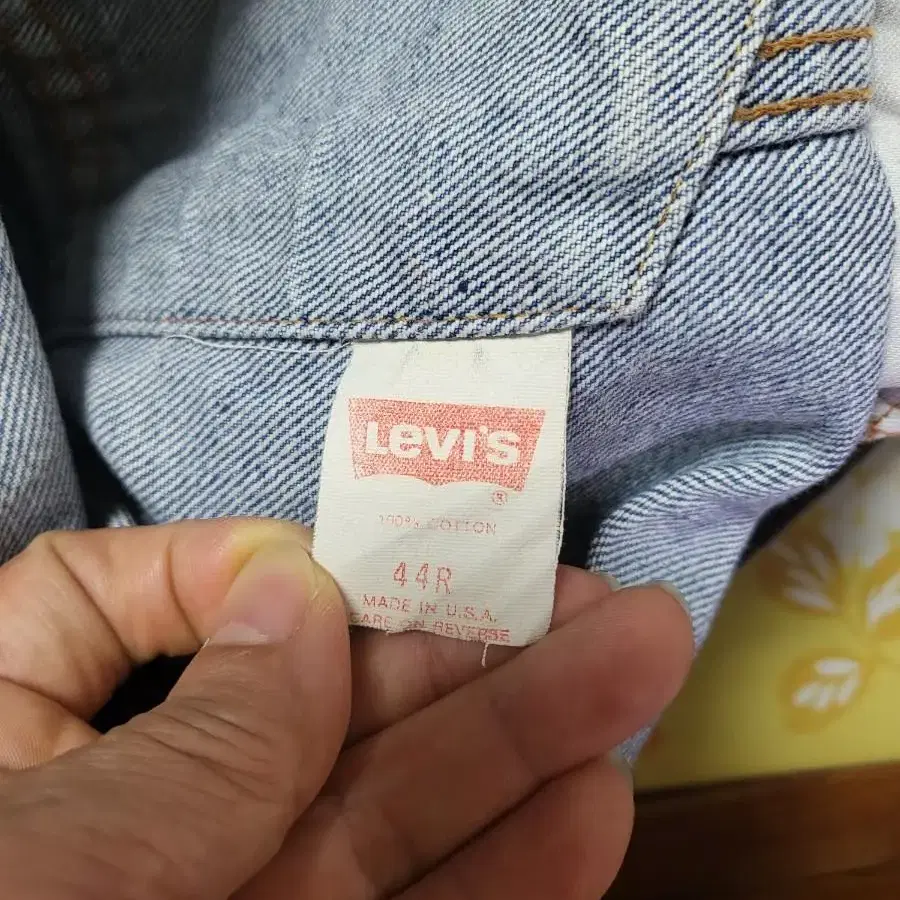 LeVI'S
®
100% COTTON
44R
MADE IN U.S.A.
CARE ON REVERSE